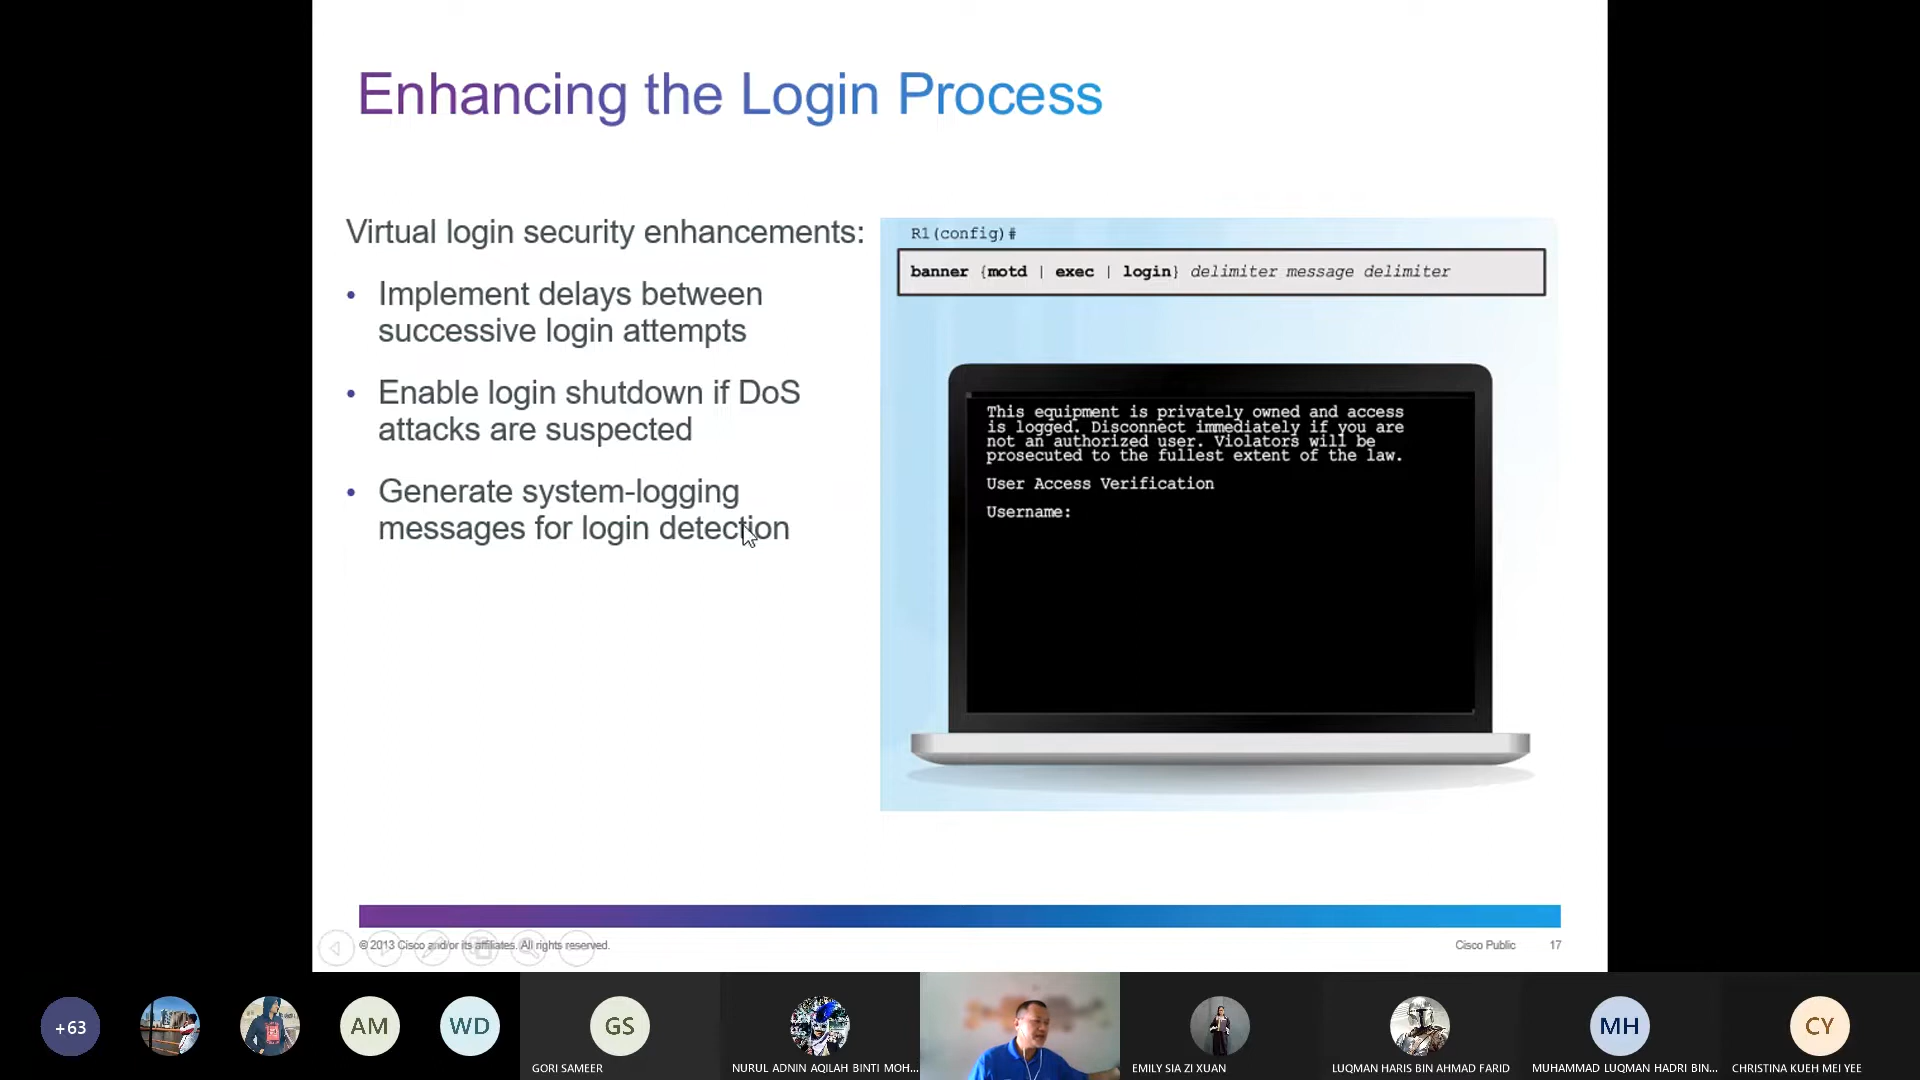 Enhancing the Login Process
Virtual login security enhancements:
• Implement delays between
successive login attempts
• Enable login shutdown if DoS
attacks are suspected
• Generate system-logging
messages for login detection
R1(config)#
banner {motd | exec | login} delimiter message delimiter
This equipment is privately owned and access
is logged. Disconnect immediately if you are
not an authorized user. Violators will be
prosecuted to the fullest extent of the law.
User Access Verification
Username:
© 2013 Cisco and/or its affiliates. All rights reserved.
Cisco Public 17
+63
AM
WD
GS
GORI SAMEER
NURUL ADNIN AQILAH BINTI MOH...
EMILY SIA ZI XUAN
LUQMAN HARIS BIN AHMAD FARID
MH
MUHAMMAD LUQMAN HADRI BIN...
CY
CHRISTINA KUEH MEI YEE